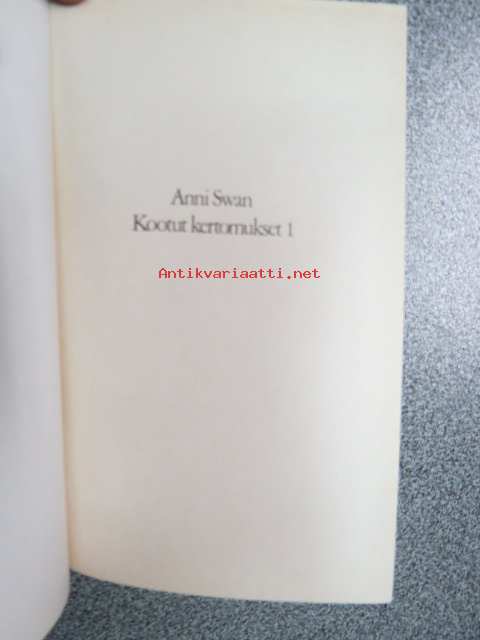 Anni Swan
Kootut kertomukset 1
Antikvariaatti.net